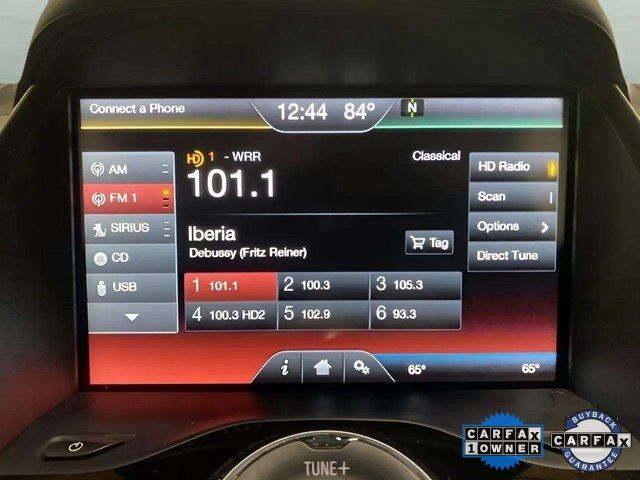 Connect a Phone
12:44 84° N
AM
FM 1
SIRIUS
CD
USB
HD 1 - WRR
Classical
101.1
Iberia
Debussy (Fritz Reiner)
Tag
1 101.1
2 100.3
3 105.3
4 100.3 HD2
5 102.9
6 93.3
HD Radio
Scan
Options
Direct Tune
i
65°
65°
TUNE+
CARFAX
1 OWNER
BUYBACK
CARFAX
GUARANTEE